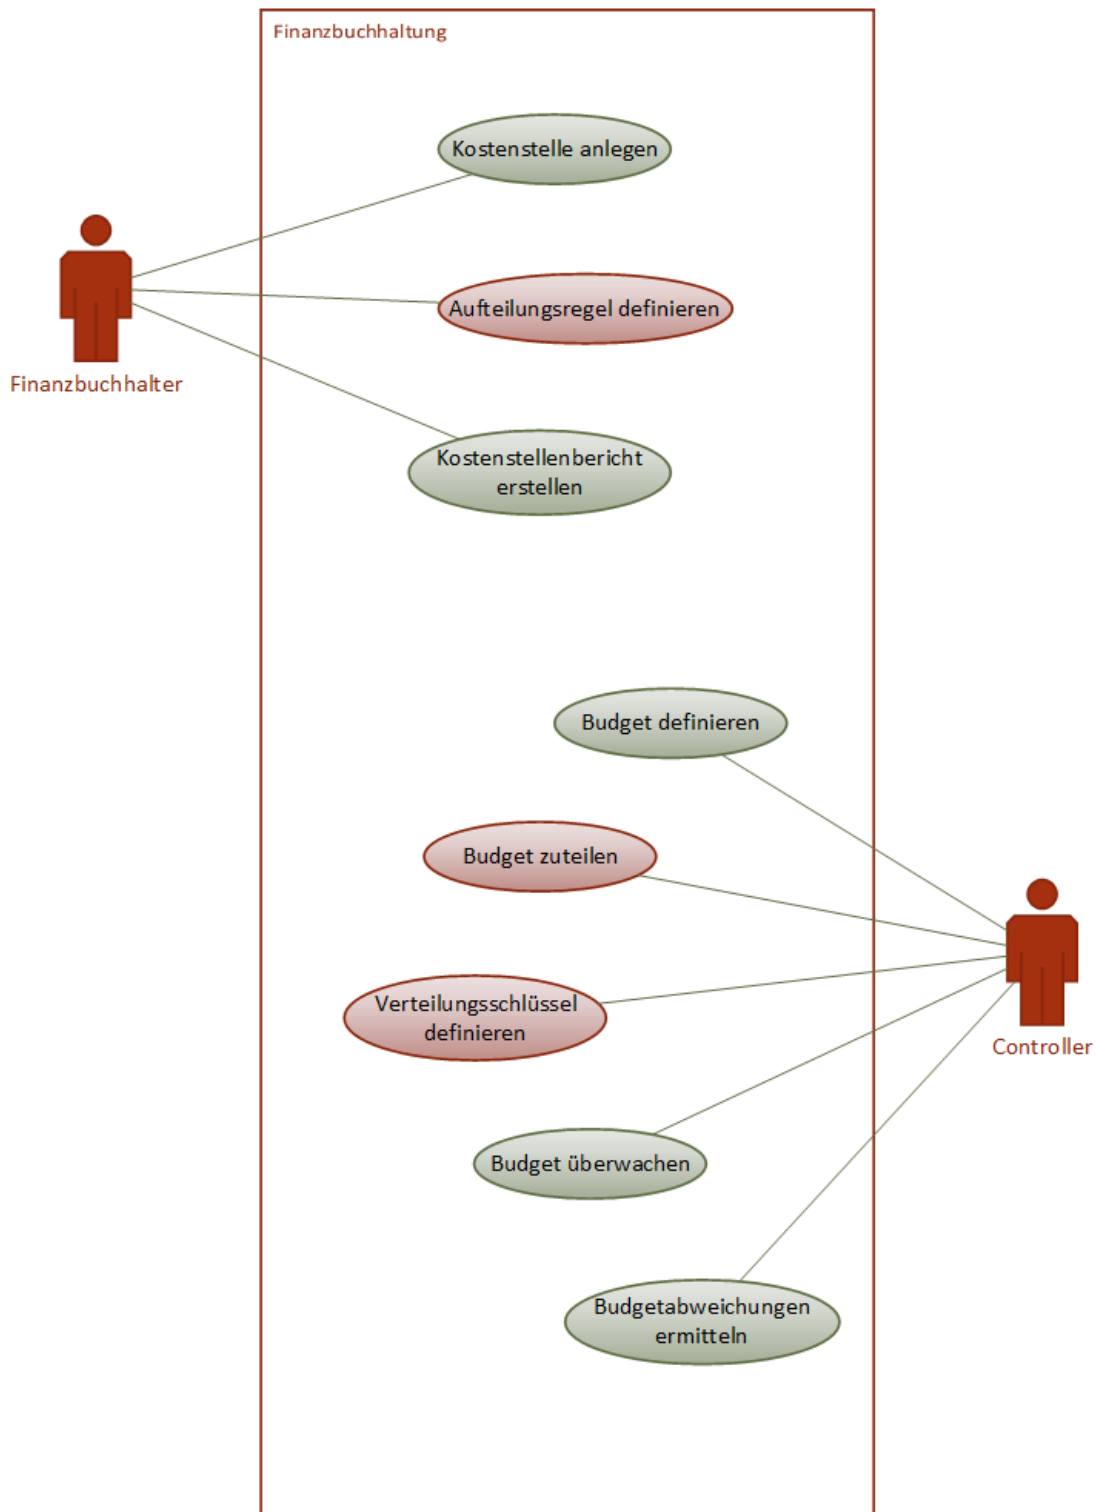 Finanzbuchhaltung
Kostenstelle anlegen
Aufteilungsregel definieren
Finanzbuchhalter
Kostenstellenbericht
erstellen
Budget definieren
Budget zuteilen
Verteilungsschlüssel
definieren
Controller
Budget überwachen
Budgetabweichungen
ermitteln